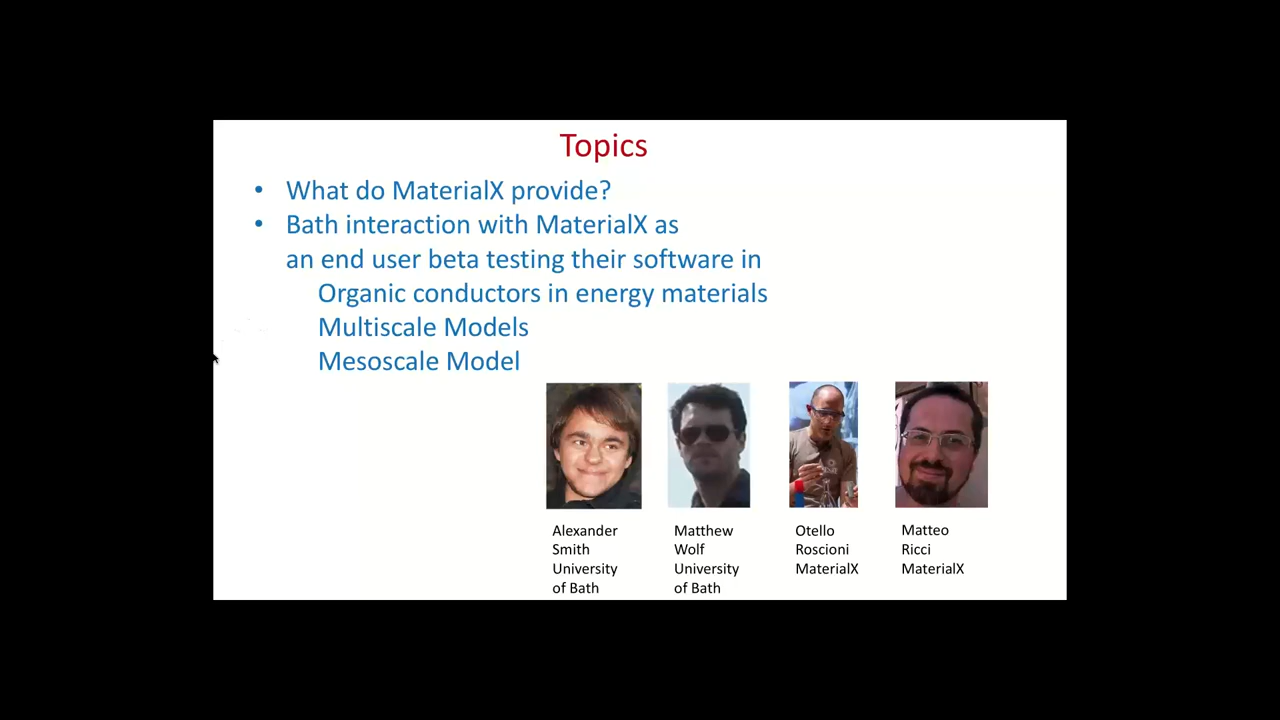 Topics
• What do MaterialX provide?
• Bath interaction with MaterialX as
an end user beta testing their software in
Organic conductors in energy materials
Multiscale Models
Mesoscale Model
Alexander
Smith
University
of Bath
Matthew
Wolf
University
of Bath
Otello
Roscioni
MaterialX
Matteo
Ricci
MaterialX